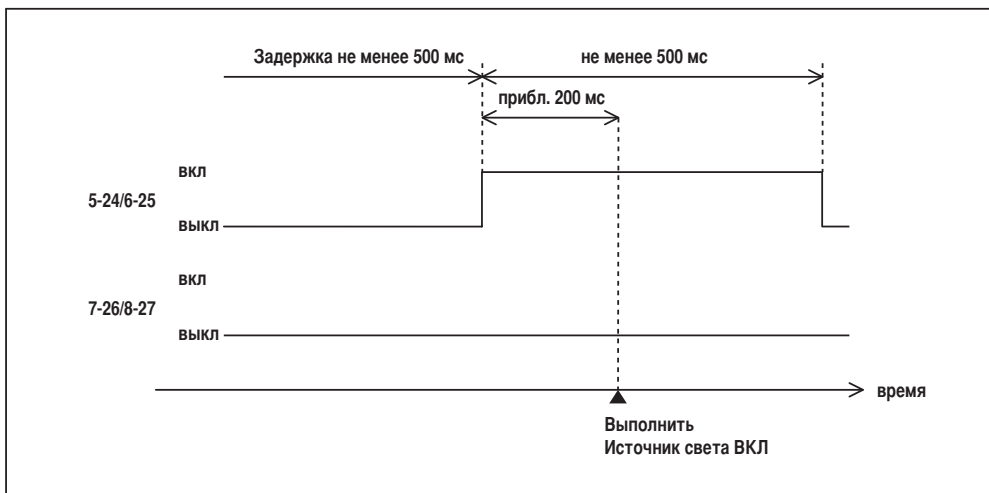 Задержка не менее 500 мс
не менее 500 мс
прибл. 200 мс
вкл
5-24/6-25
выкл
вкл
7-26/8-27
выкл
время
Выполнить
Источник света ВКЛ